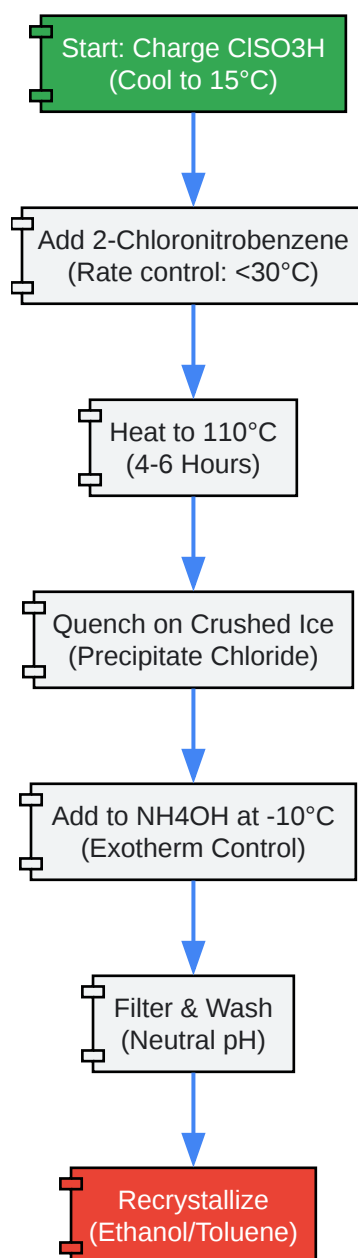 Start: Charge ClSO3H
(Cool to 15°C)
Add 2-Chloronitrobenzene
(Rate control: <30°C)
Heat to 110°C
(4-6 Hours)
Quench on Crushed Ice
(Precipitate Chloride)
Add to NH4OH at -10°C
(Exotherm Control)
Filter & Wash
(Neutral pH)
Recrystallize
(Ethanol/Toluene)